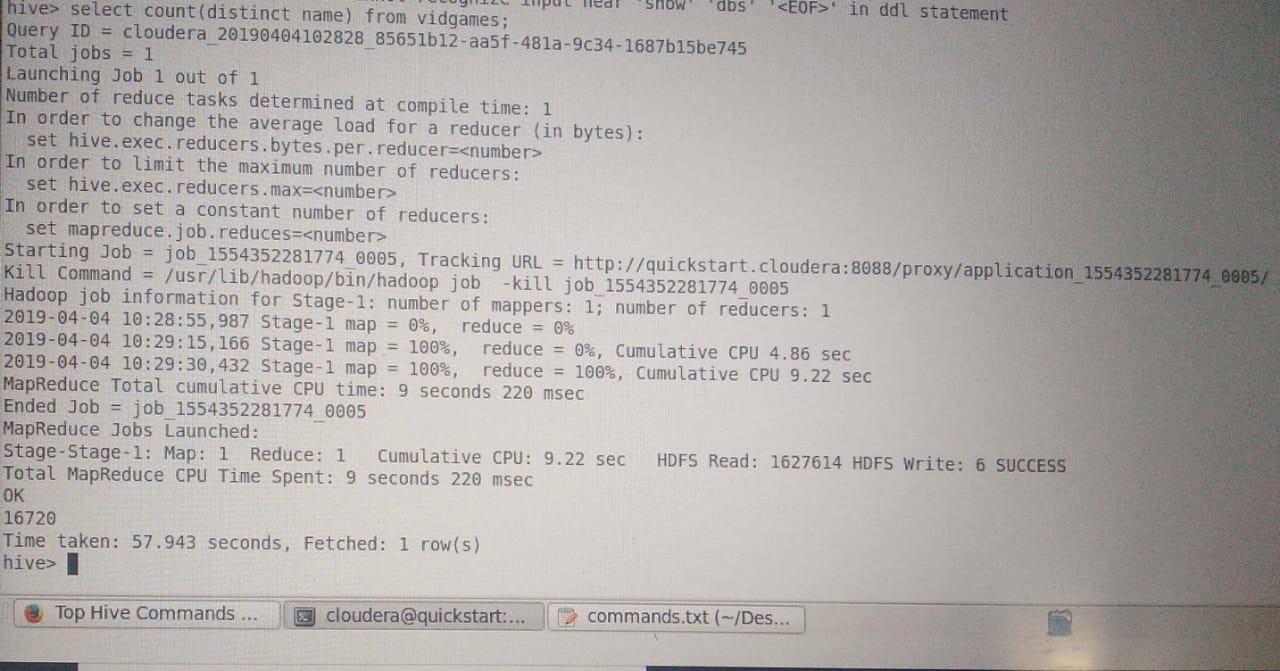 recognize input near 'show' 'dbs' '<EOF>' in ddl statement
hive> select count(distinct name) from vidgames;
Query ID = cloudera_20190404102828_85651b12-aa5f-481a-9c34-1687b15be745
Total jobs = 1
Launching Job 1 out of 1
Number of reduce tasks determined at compile time: 1
In order to change the average load for a reducer (in bytes):
  set hive.exec.reducers.bytes.per.reducer=<number>
In order to limit the maximum number of reducers:
  set hive.exec.reducers.max=<number>
In order to set a constant number of reducers:
  set mapreduce.job.reduces=<number>
Starting Job = job_1554352281774_0005, Tracking URL = http://quickstart.cloudera:8088/proxy/application_1554352281774_0005/
Kill Command = /usr/lib/hadoop/bin/hadoop job  -kill job_1554352281774_0005
Hadoop job information for Stage-1: number of mappers: 1; number of reducers: 1
2019-04-04 10:28:55,987 Stage-1 map = 0%,  reduce = 0%
2019-04-04 10:29:15,166 Stage-1 map = 100%,  reduce = 0%, Cumulative CPU 4.86 sec
2019-04-04 10:29:30,432 Stage-1 map = 100%,  reduce = 100%, Cumulative CPU 9.22 sec
MapReduce Total cumulative CPU time: 9 seconds 220 msec
Ended Job = job_1554352281774_0005
MapReduce Jobs Launched:
Stage-Stage-1: Map: 1  Reduce: 1   Cumulative CPU: 9.22 sec   HDFS Read: 1627614 HDFS Write: 6 SUCCESS
Total MapReduce CPU Time Spent: 9 seconds 220 msec
OK
16720
Time taken: 57.943 seconds, Fetched: 1 row(s)
hive>
Top Hive Commands ...
cloudera@quickstart:...
commands.txt (~/Des...